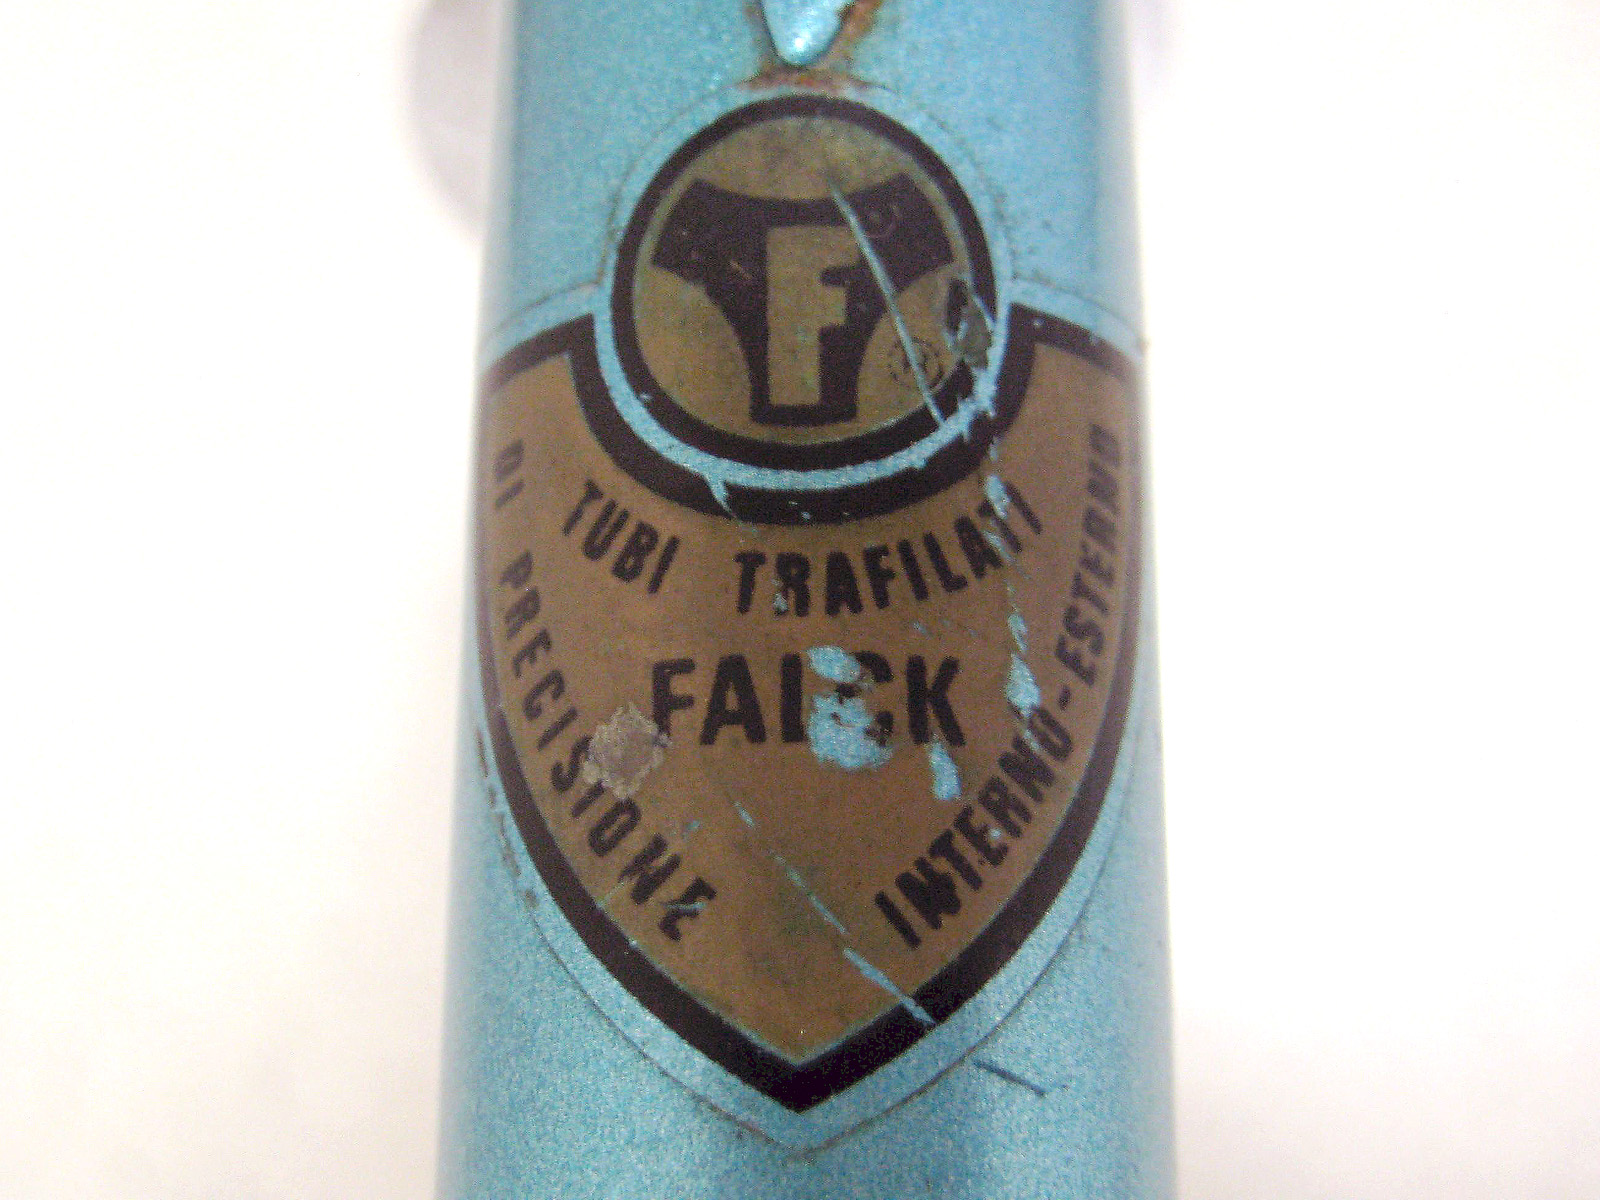 F
®
TUBI TRAFILATI
FALCK
DI PRECISIONE
INTERNO-ESTERNO